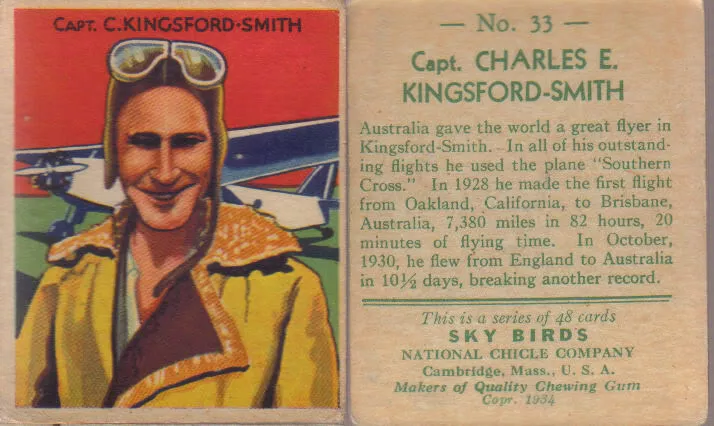 CAPT. C. KINGSFORD-SMITH
— No. 33 —
Capt. CHARLES E.
KINGSFORD-SMITH
Australia gave the world a great flyer in
Kingsford-Smith. In all of his outstand-
ing flights he used the plane "Southern
Cross." In 1928 he made the first flight
from Oakland, California, to Brisbane,
Australia, 7,380 miles in 82 hours, 20
minutes of flying time. In October,
1930, he flew from England to Australia
in 10½ days, breaking another record.
This is a series of 48 cards
SKY BIRDS
NATIONAL CHICLE COMPANY
Cambridge, Mass., U. S. A.
Makers of Quality Chewing Gum
Copr. 1934